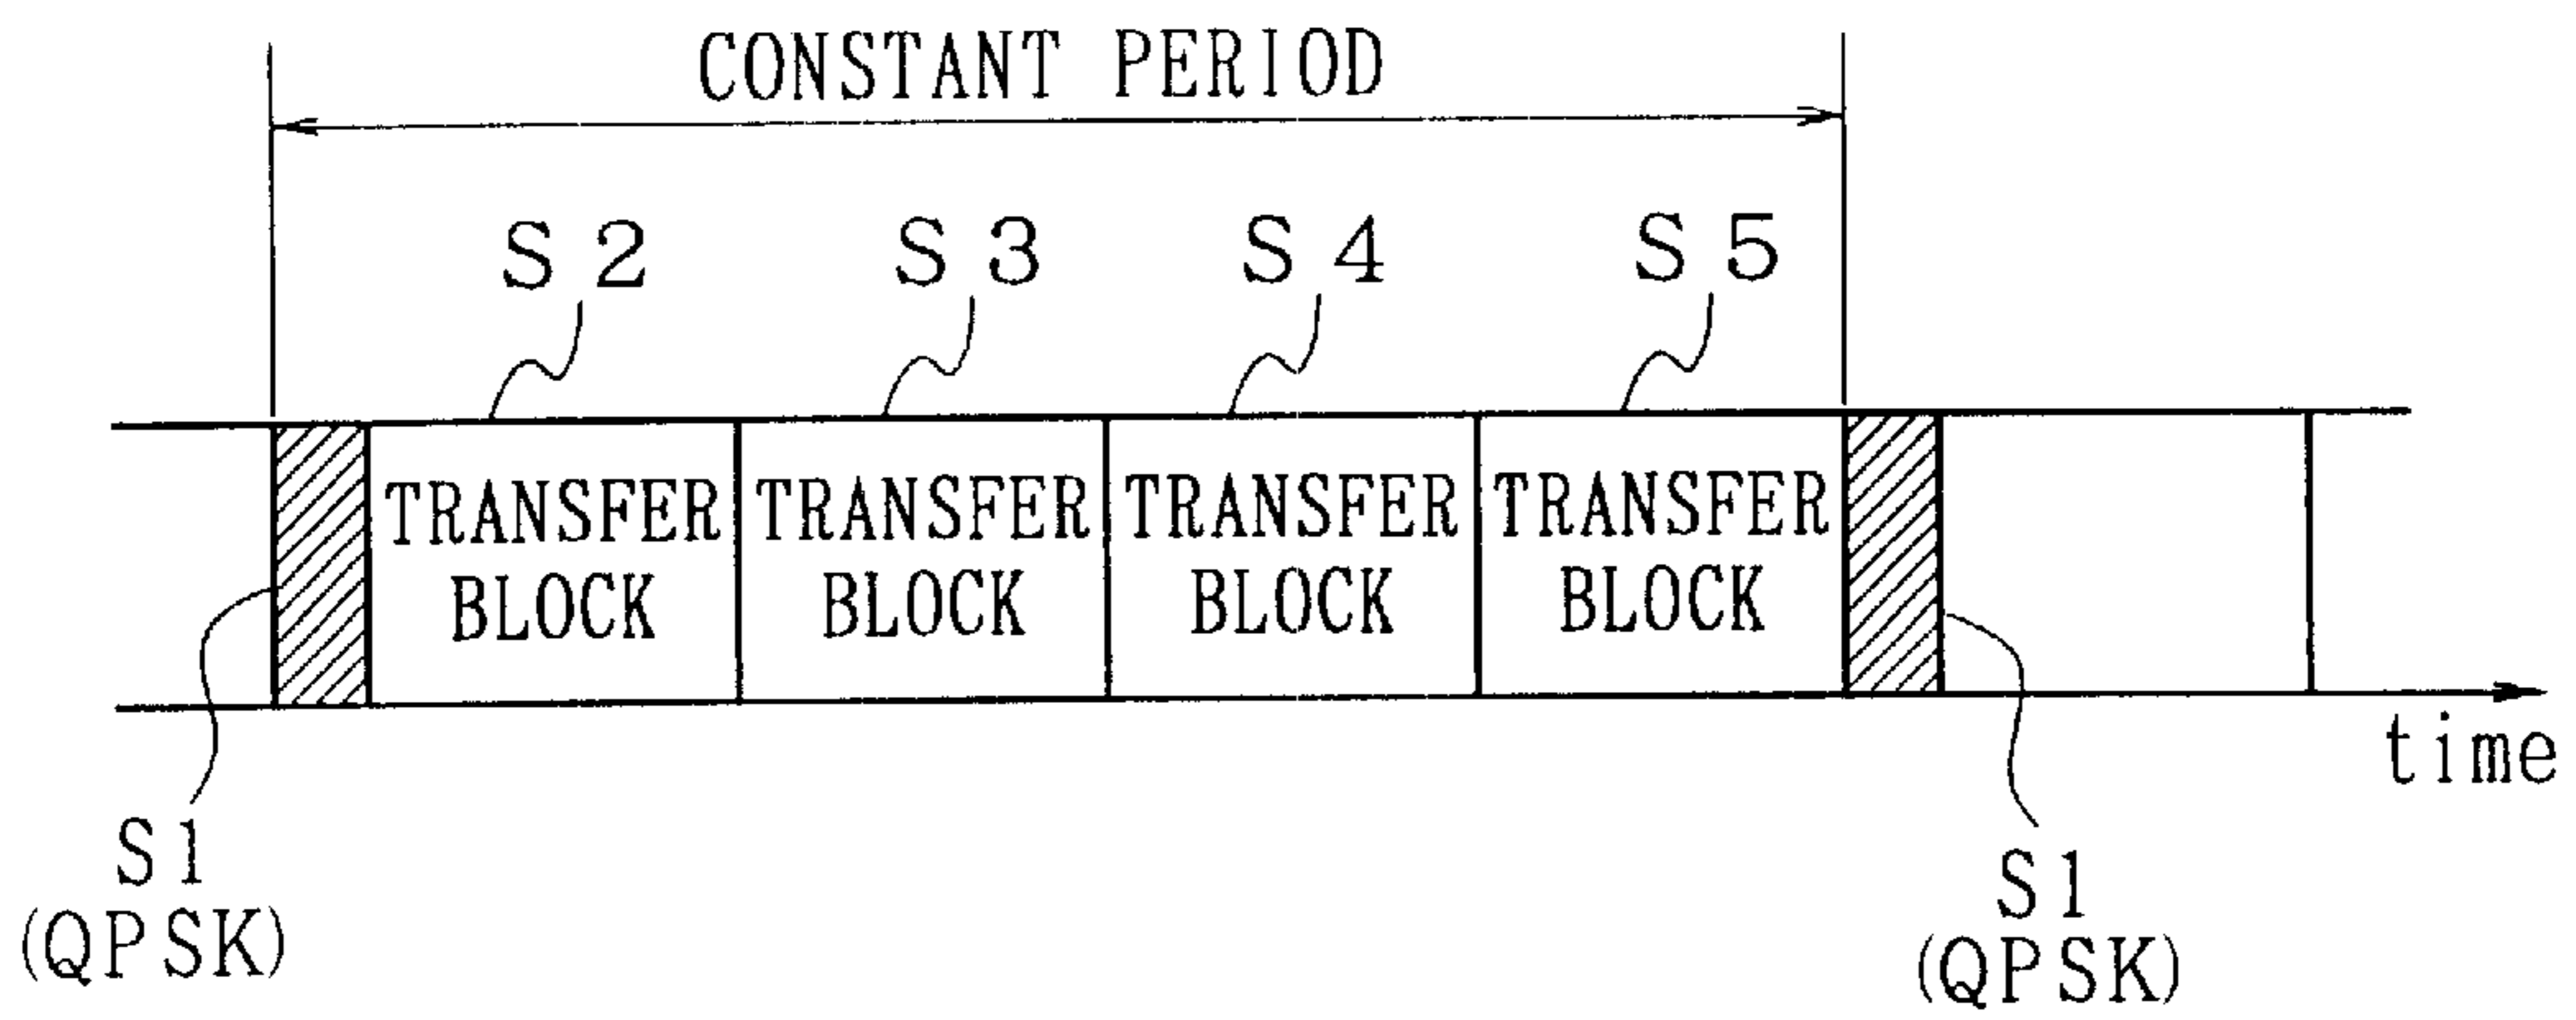 CONSTANT PERIOD
S2 S3 S4 S5
TRANSFER TRANSFER TRANSFER TRANSFER
BLOCK BLOCK BLOCK BLOCK
time
S1
(QPSK)
S1
(QPSK)